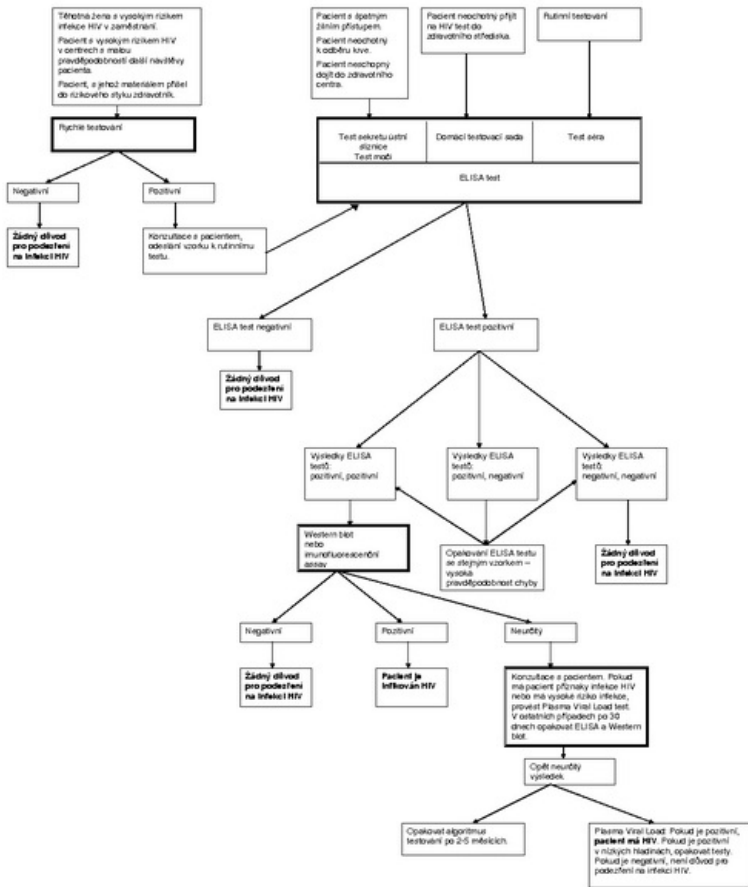 Těhotná žena s vysokým rizikem
infekce HIV v zaměstnání.
Pacient s vysokým rizikem HIV
v centrech s malou
pravděpodobností další návštěvy
pacienta.
Pacient, s jehož materiálem přišel
do rizikového styku zdravotník.
Pacient s špatným
žilním přístupem.
Pacient neochotný
k odběru krve.
Pacient neschopný
dojít do zdravotního
centra.
Pacient neochotný přijít
na HIV test do
zdravotního střediska.
Rutinní testování
Rychlé testování
Test sekretu ústní
sliznice
Test moči
Domácí testovací sada
Test séra
ELISA test
Negativní
Pozitivní
Žádný důvod
pro podezření
na infekci HIV
Konzultace s pacientem,
odeslání vzorku k rutinnímu
testu.
ELISA test negativní
ELISA test pozitivní
Žádný důvod
pro podezření
na infekci HIV
Výsledky ELISA
testů:
pozitivní, pozitivní
Výsledky ELISA
testů:
pozitivní, negativní
Výsledky ELISA
testů:
negativní, negativní
Western blot
nebo
imunofluorescenční
assay
Opakování ELISA testu
se stejným vzorkem –
vysoká
pravděpodobnost chyby
Žádný důvod
pro podezření
na infekci HIV
Negativní
Pozitivní
Neurčitý
Žádný důvod
pro podezření
na infekci HIV
Pacient je
infikován HIV
Konzultace s pacientem. Pokud
má pacient příznaky infekce HIV
nebo má vysoké riziko infekce,
provést Plasma Viral Load test.
V ostatních případech po 30
dnech opakovat ELISA a Western
blot.
Opět neurčitý
výsledek
Opakovat algoritmus
testování po 2-5 měsících.
Plasma Viral Load: Pokud je pozitivní,
pacient má HIV. Pokud je pozitivní
v nízkých hladinách, opakovat testy.
Pokud je negativní, není důvod pro
podezření na infekci HIV.